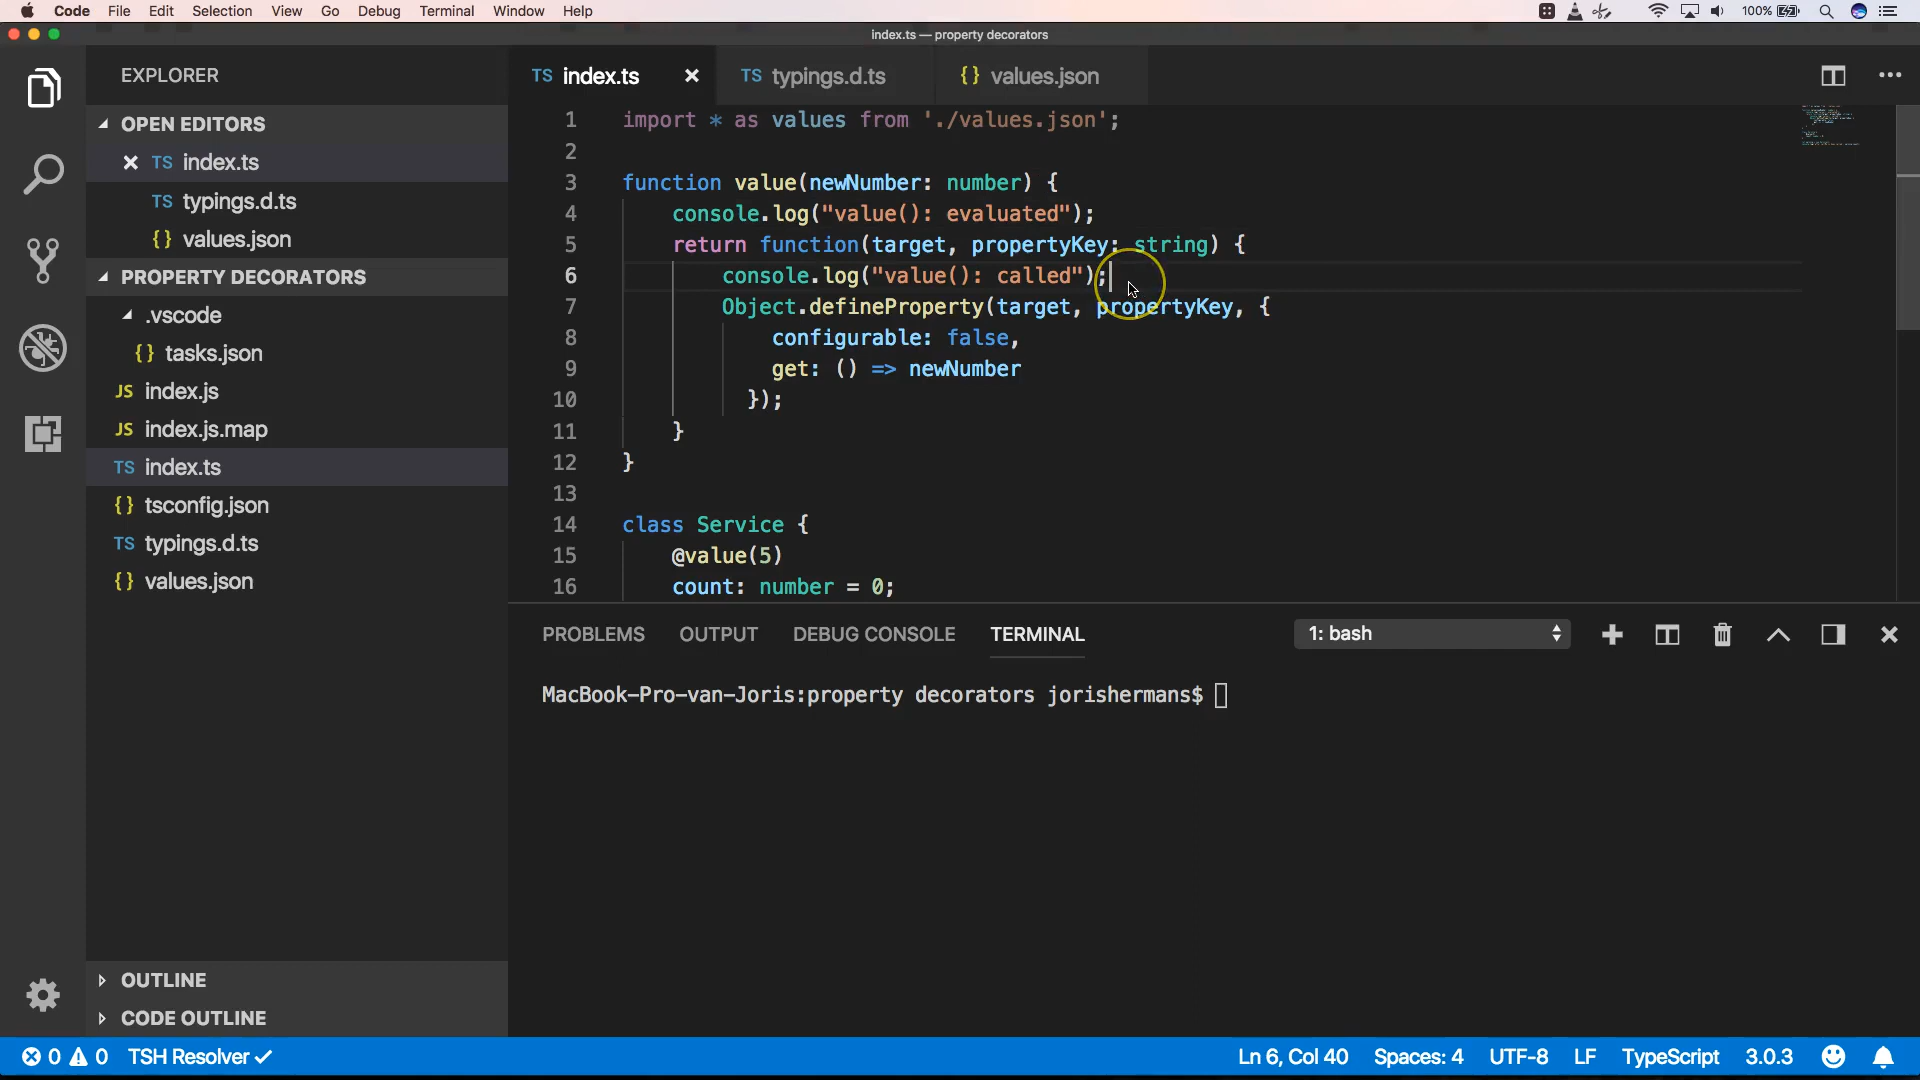 Code File Edit Selection View Go Debug Terminal Window Help 100%
index.ts — property decorators
EXPLORER
OPEN EDITORS
TS index.ts
TS typings.d.ts
{} values.json
PROPERTY DECORATORS
.vscode
{} tasks.json
JS index.js
JS index.js.map
TS index.ts
{} tsconfig.json
TS typings.d.ts
{} values.json
OUTLINE
CODE OUTLINE
TS index.ts TS typings.d.ts {} values.json
1 import * as values from './values.json';
2
3 function value(newNumber: number) {
4 console.log("value(): evaluated");
5 return function(target, propertyKey: string) {
6 console.log("value(): called");
7 Object.defineProperty(target, propertyKey, {
8 configurable: false,
9 get: () => newNumber
10 });
11 }
12 }
13
14 class Service {
15 @value(5)
16 count: number = 0;
PROBLEMS OUTPUT DEBUG CONSOLE TERMINAL 1: bash
MacBook-Pro-van-Joris:property decorators jorishermans$
0 0 TSH Resolver Ln 6, Col 40 Spaces: 4 UTF-8 LF TypeScript 3.0.3